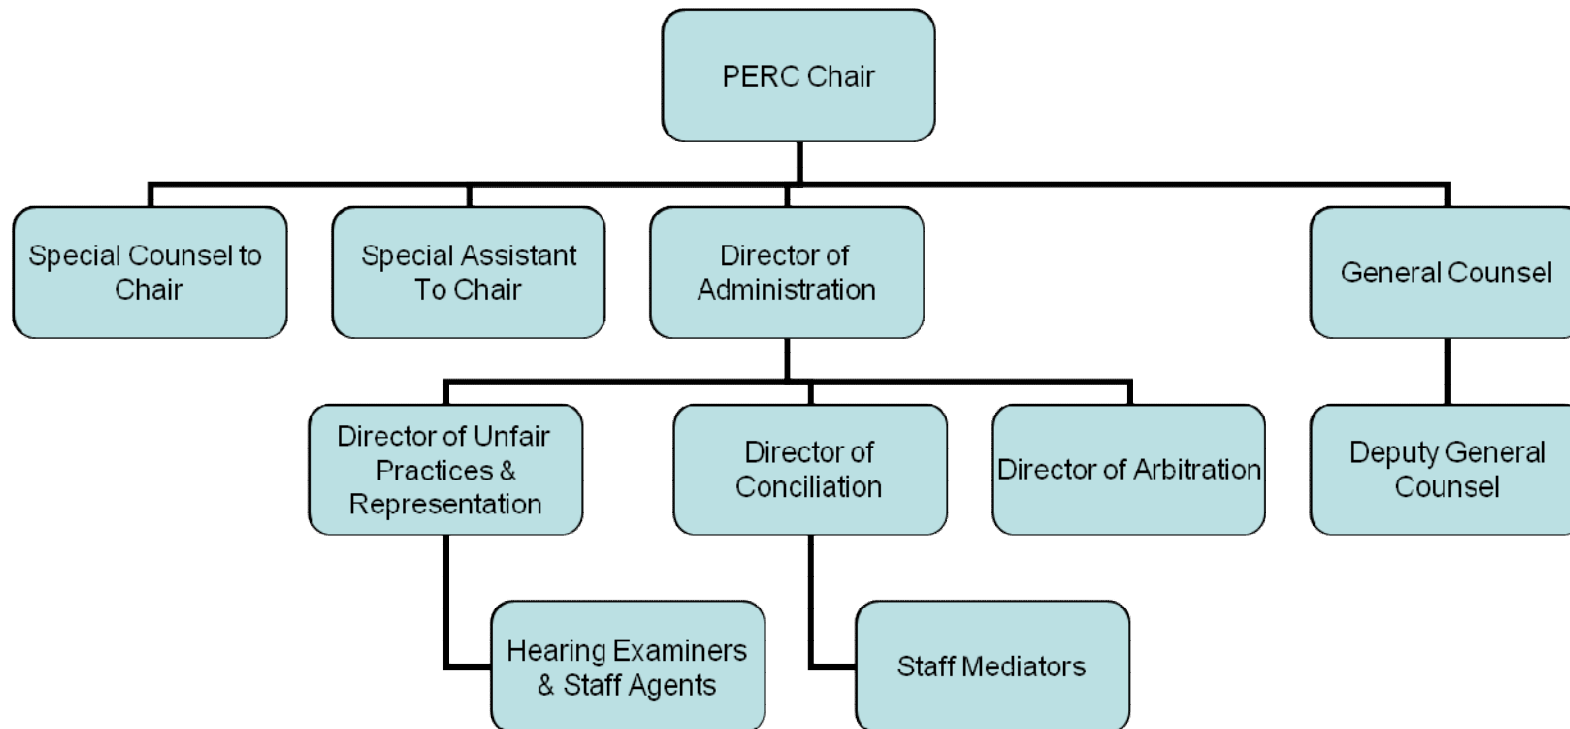 PERC Chair
Special Counsel to
Chair
Special Assistant
To Chair
Director of
Administration
General Counsel
Director of Unfair
Practices &
Representation
Director of
Conciliation
Director of Arbitration
Deputy General
Counsel
Hearing Examiners
& Staff Agents
Staff Mediators